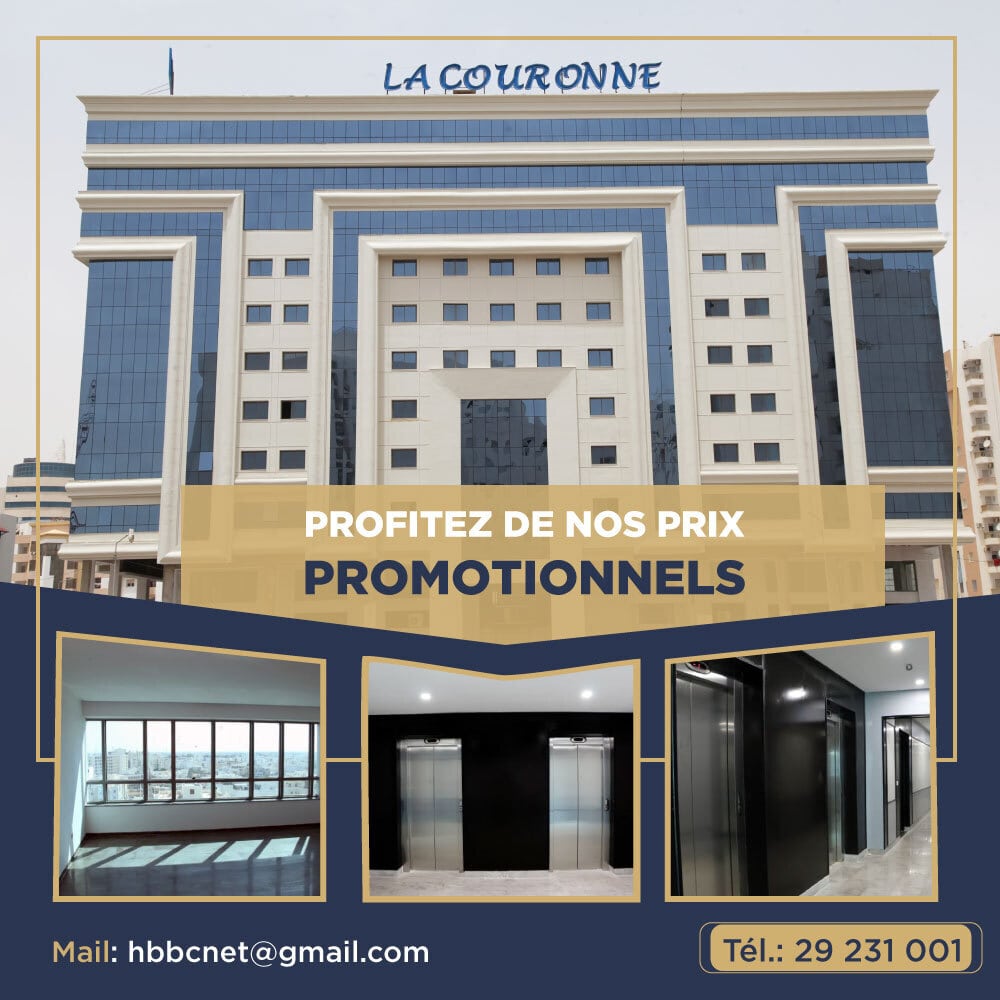 LA COURONNE
PROFITEZ DE NOS PRIX
PROMOTIONNELS
Mail: hbbcnet@gmail.com
Tél.: 29 231 001